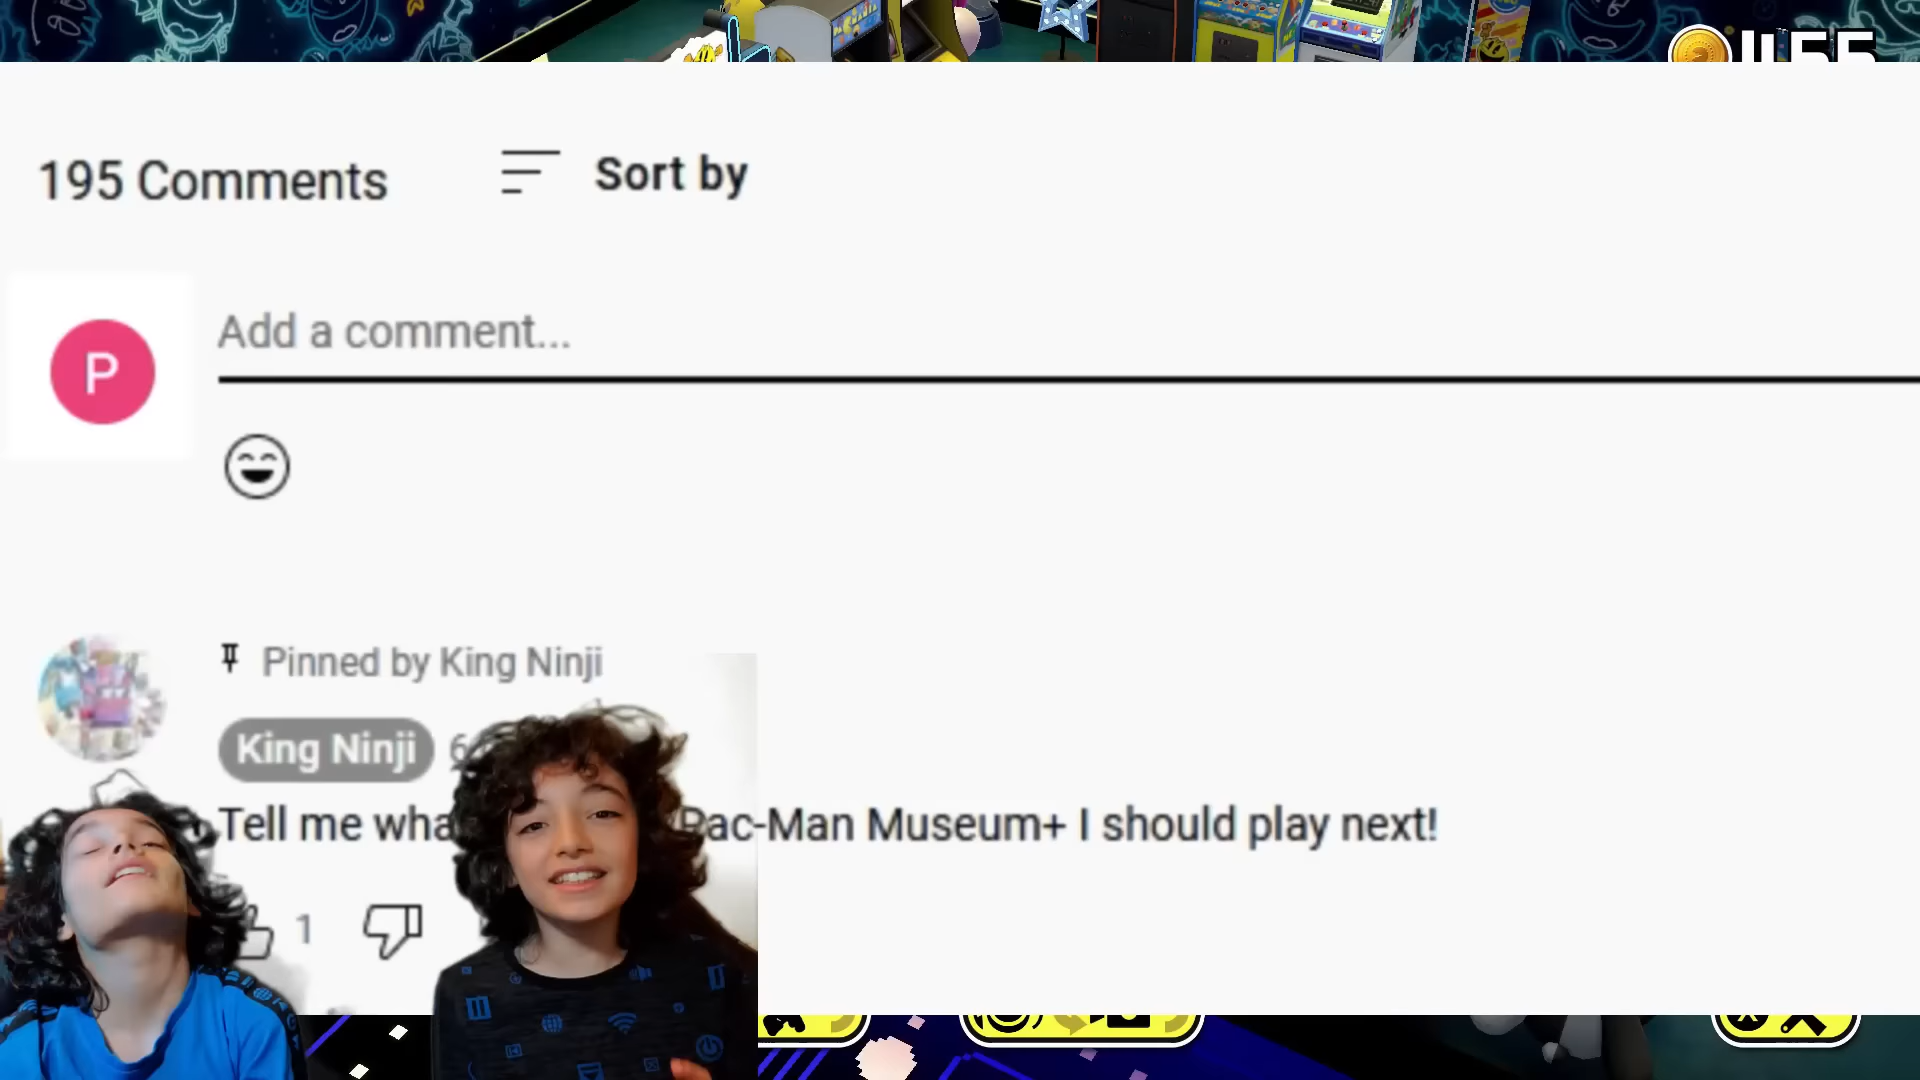 195 Comments
Sort by
P
Add a comment...
Pinned by King Ninji
King Ninji
Tell me Pac-Man Museum+ I should play next!
1